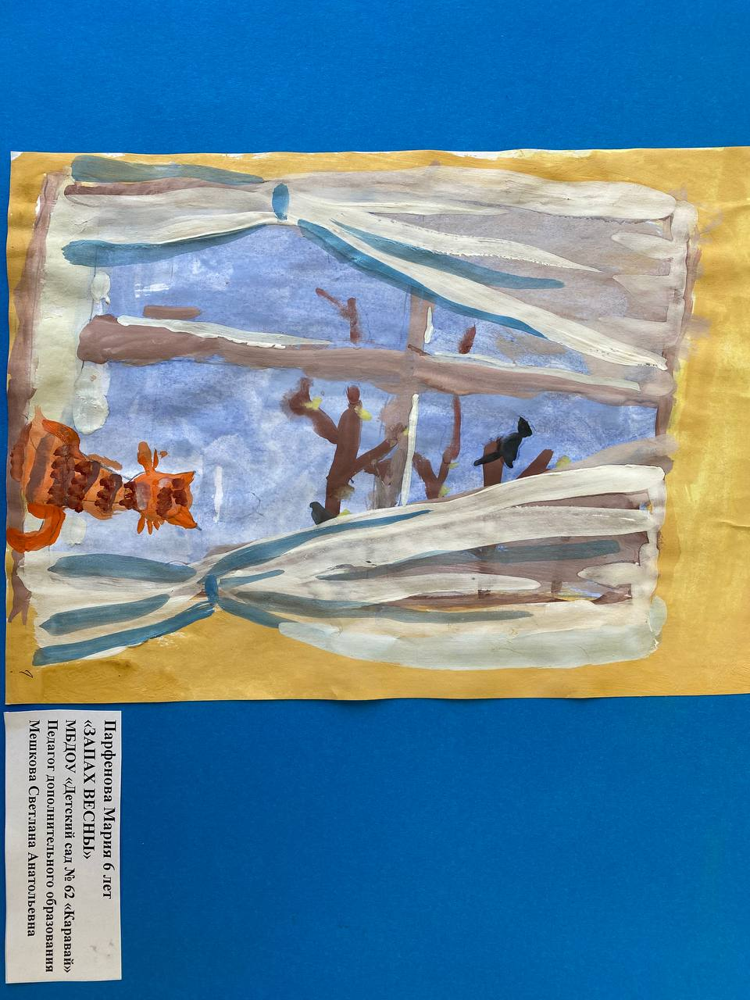 Парфенова Мария 6 лет
«ЗАПАХ ВЕСНЫ»
МБДОУ «Детский сад № 62 «Каравай»
Педагог дополнительного образования
Мешкова Светлана Анатольевна